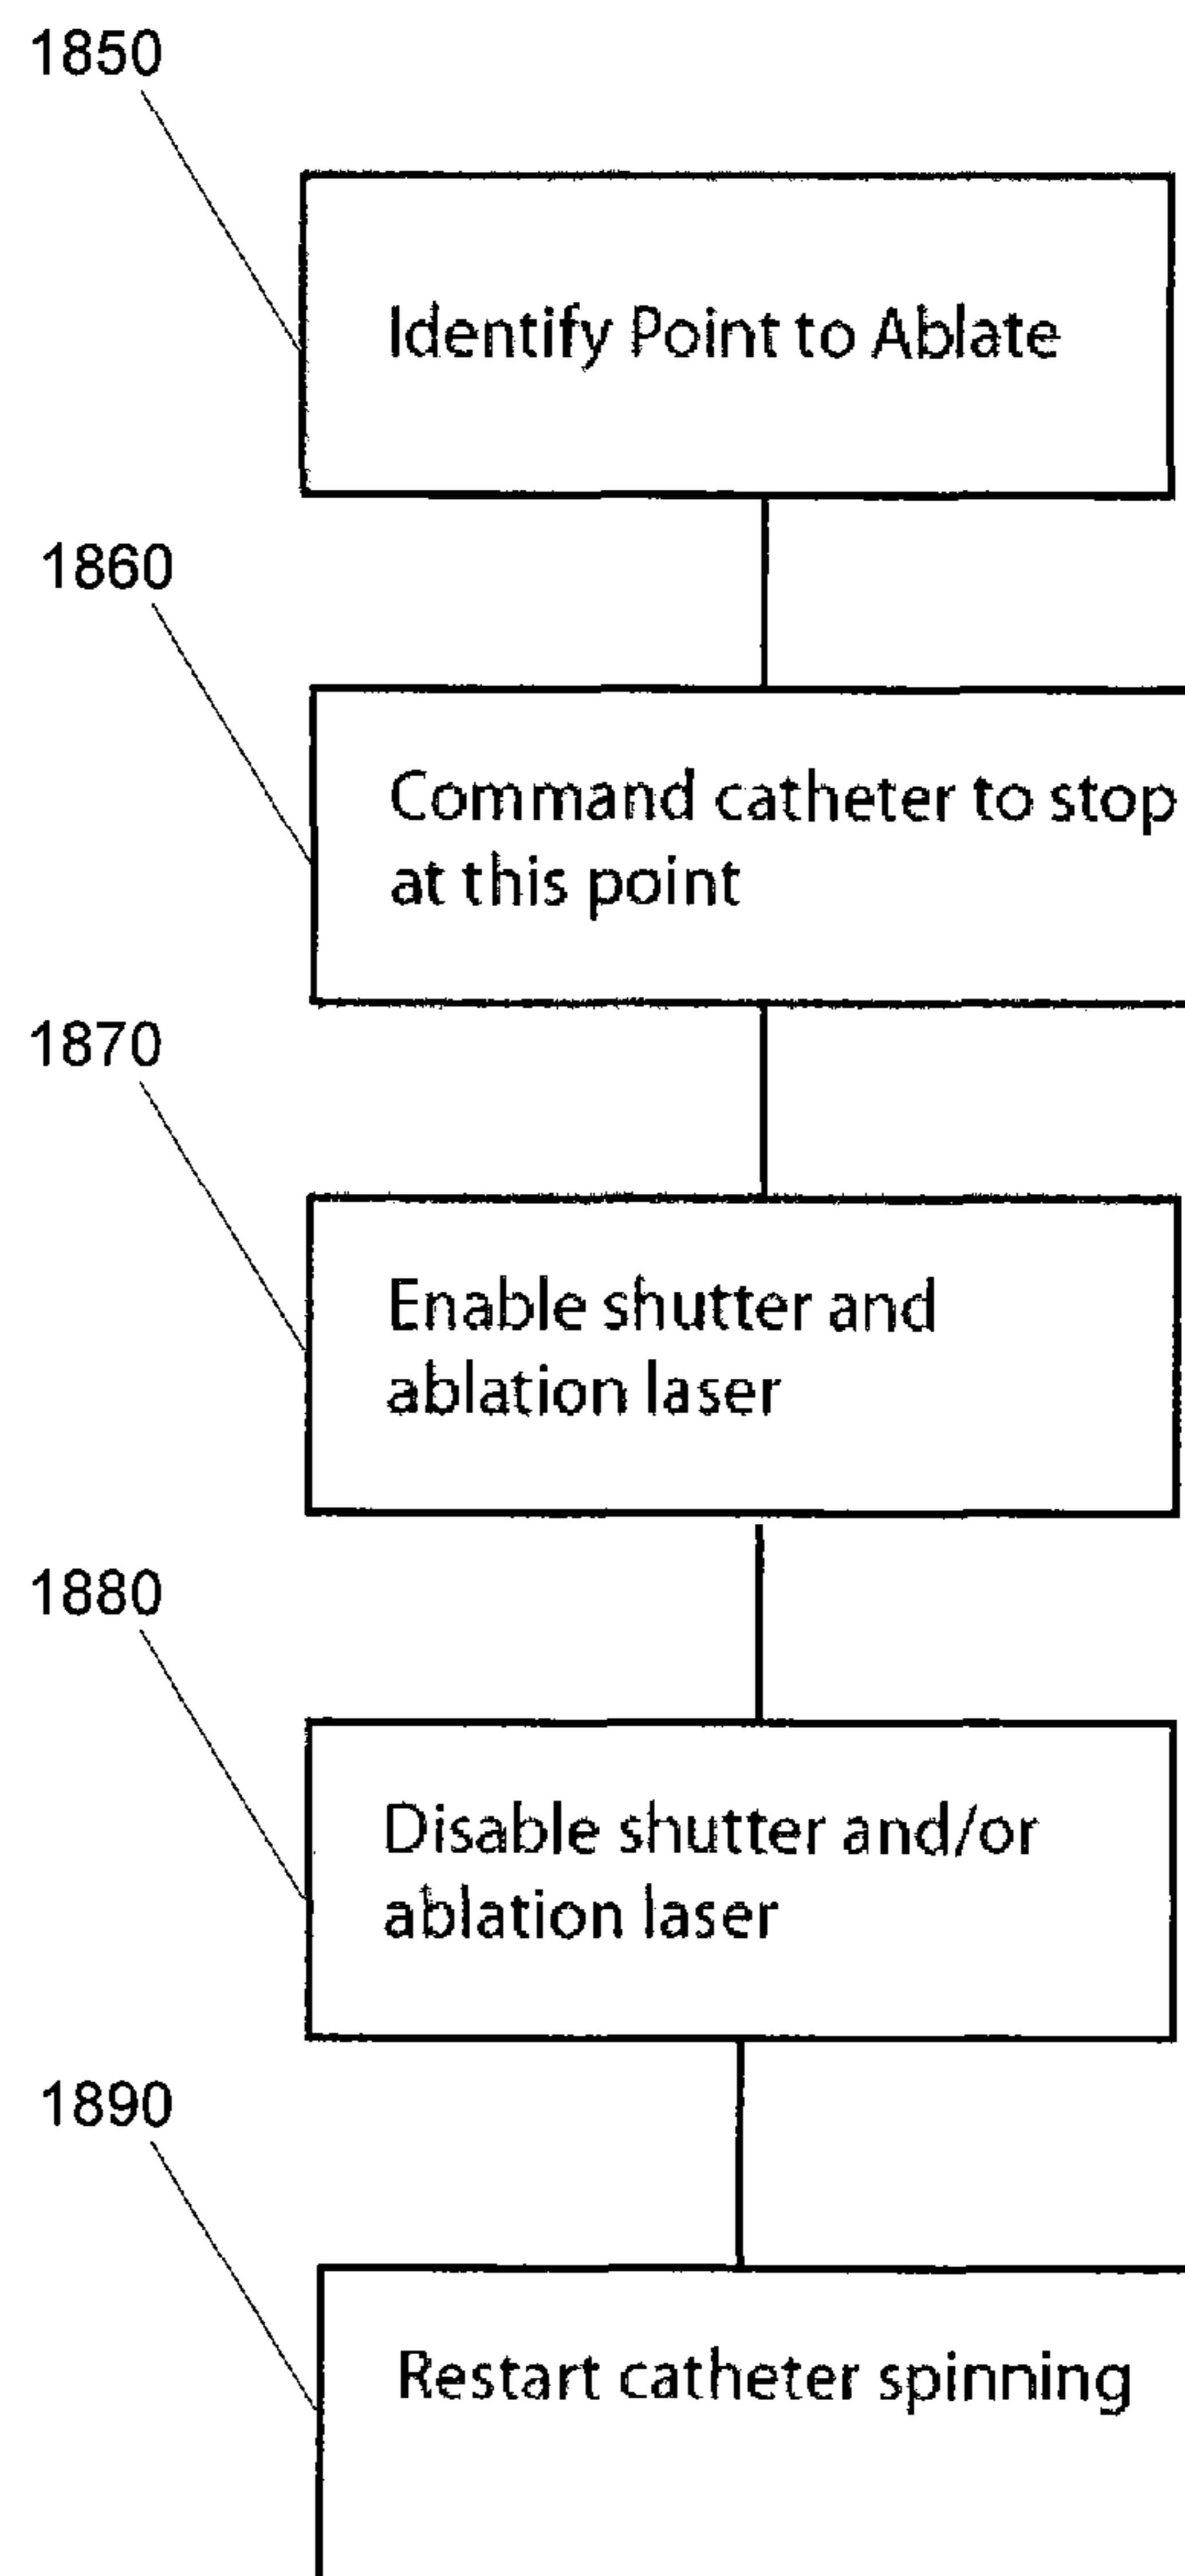 1850
Identify Point to Ablate
1860
Command catheter to stop
at this point
1870
Enable shutter and
ablation laser
1880
Disable shutter and/or
ablation laser
1890
Restart catheter spinning